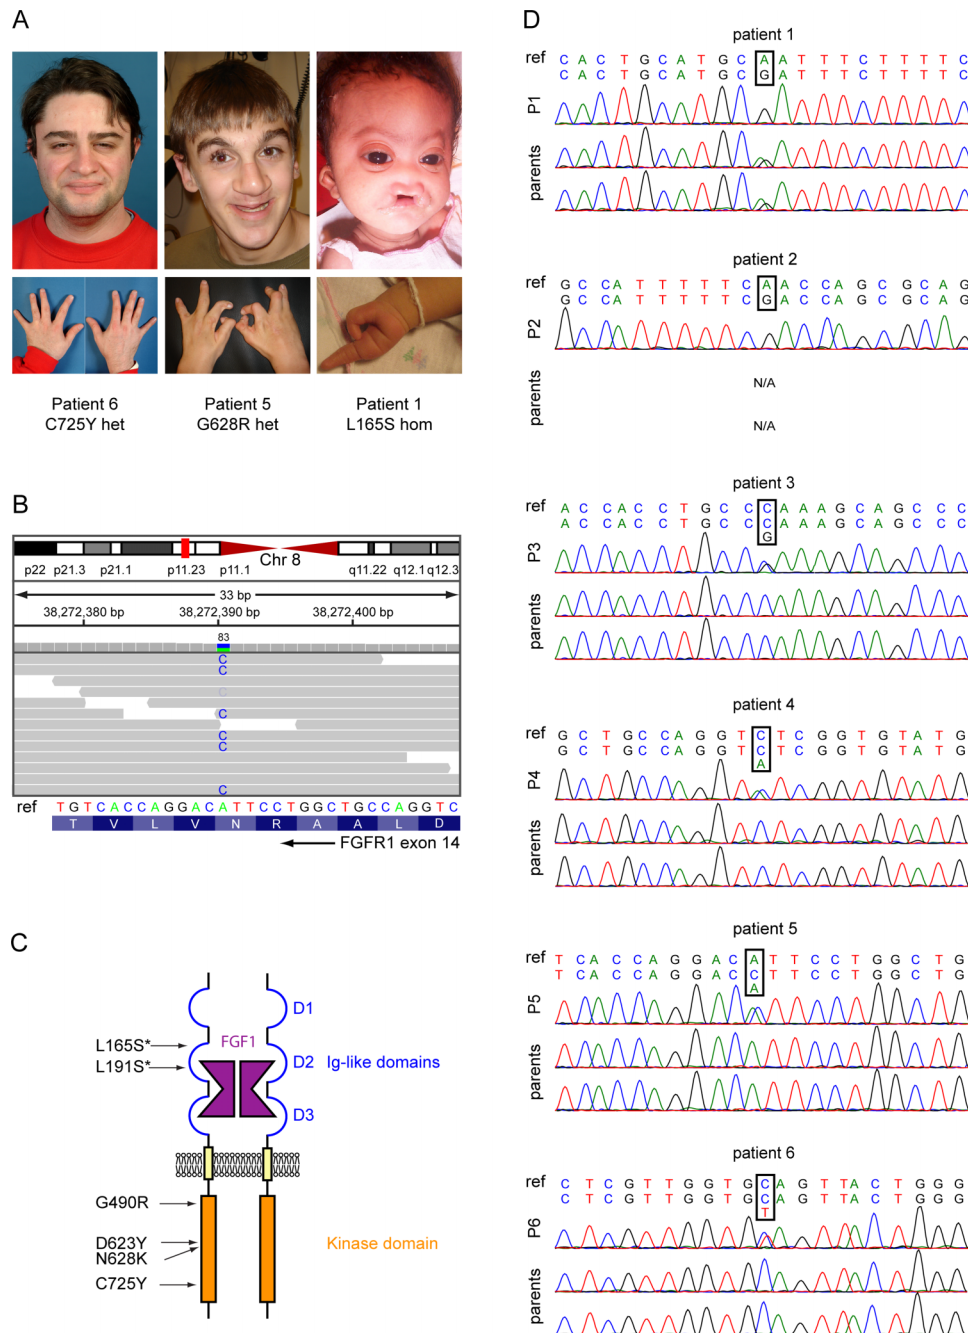 A
Patient 6
C725Y het
Patient 5
G628R het
Patient 1
L165S hom
B
Chr 8
p22 p21.3 p21.1 p11.23 p11.1 q11.22 q12.1 q12.3
33 bp
38,272,380 bp 38,272,390 bp 38,272,400 bp
83
C
C
C
C
C
C
C
ref TGTCACCAGGACATTCCTGGCTGCCAGGTC
T V L V N R A A L D
FGFR1 exon 14
C
D1
FGF1
L165S*
L191S*
D2 Ig-like domains
D3
G490R
D623Y
N628K
Kinase domain
C725Y
D
patient 1
ref C A C T G C A T G C A A T T T C T T T T C
C A C T G C A T G C G A T T T C T T T T C
P1
parents
patient 2
ref G C C A T T T T T C A A C C A G C G C A G
G C C A T T T T T C G A C C A G C G C A G
P2
parents
N/A
N/A
patient 3
ref A C C A C C T G C C C A A A G C A G C C C
A C C A C C T G C C C A A A G C A G C C C
G
P3
parents
patient 4
ref G C T G C C A G G T C T C G G T G T A T G
G C T G C C A G G T C T C G G T G T A T G
A
P4
parents
patient 5
ref T C A C C A G G A C A T T C C T G G C T G
T C A C C A G G A C C T T C C T G G C T G
A
P5
parents
patient 6
ref C T C G T T G G T G C A G T T A C T G G G
C T C G T T G G T G C A G T T A C T G G G
T
P6
parents